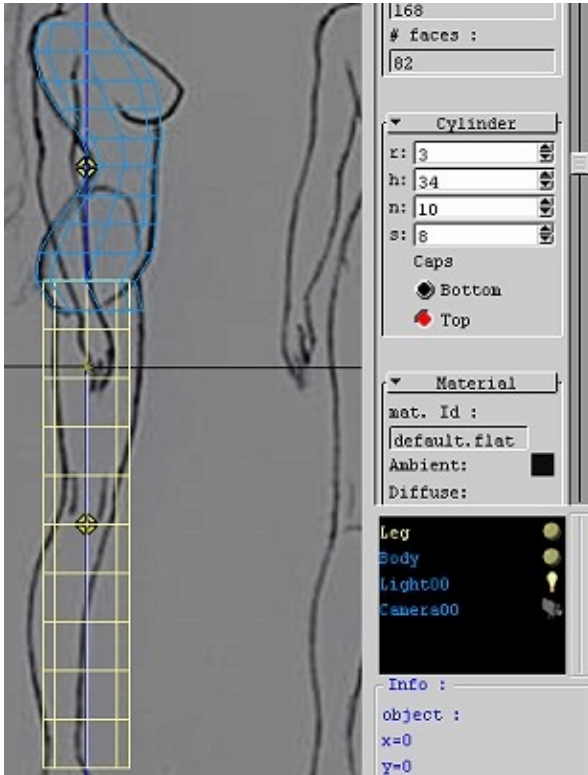 168
# faces :
82
Cylinder
r: 3
h: 34
n: 10
s: 8
Caps
Bottom
Top
Material
mat. Id :
default.flat
Ambient:
Diffuse:
Leg
Body
Light00
Camera00
Info :
object :
x=0
y=0